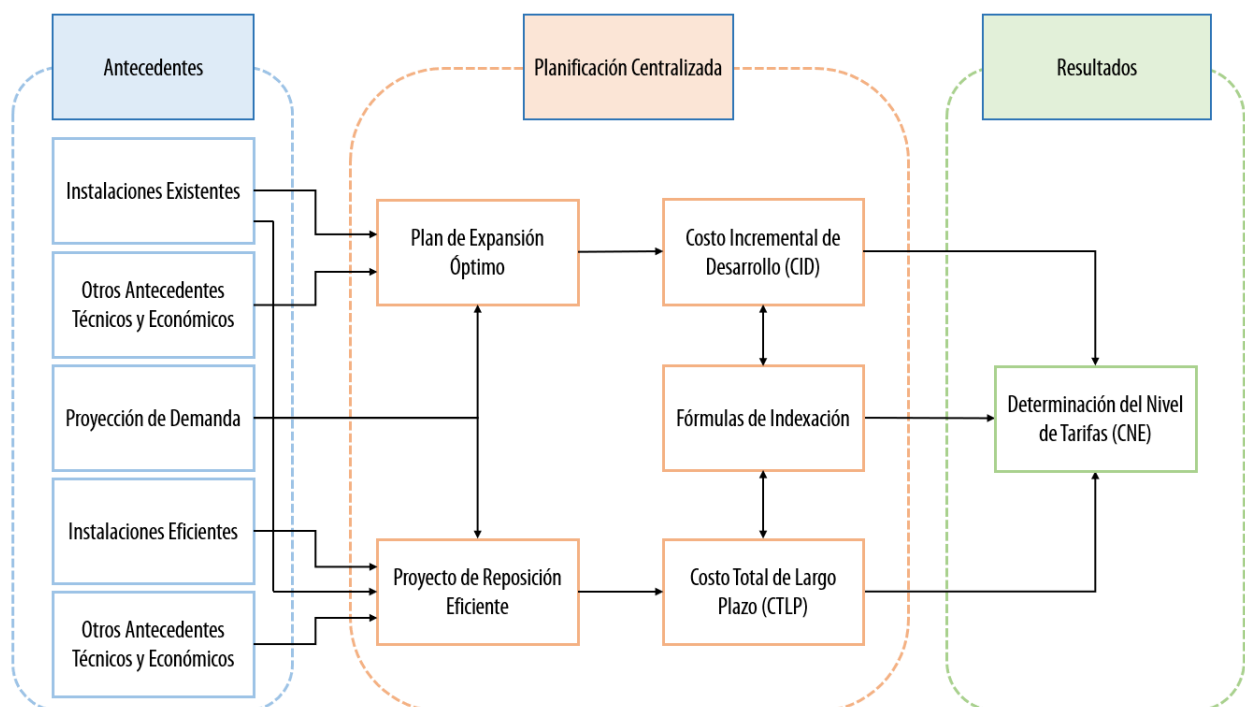 Antecedentes
Planificación Centralizada
Resultados
Instalaciones Existentes
Otros Antecedentes
Técnicos y Económicos
Proyección de Demanda
Instalaciones Eficientes
Otros Antecedentes
Técnicos y Económicos
Plan de Expansión
Óptimo
Proyecto de Reposición
Eficiente
Costo Incremental de
Desarrollo (CID)
Fórmulas de Indexación
Costo Total de Largo
Plazo (CTLP)
Determinación del Nivel
de Tarifas (CNE)